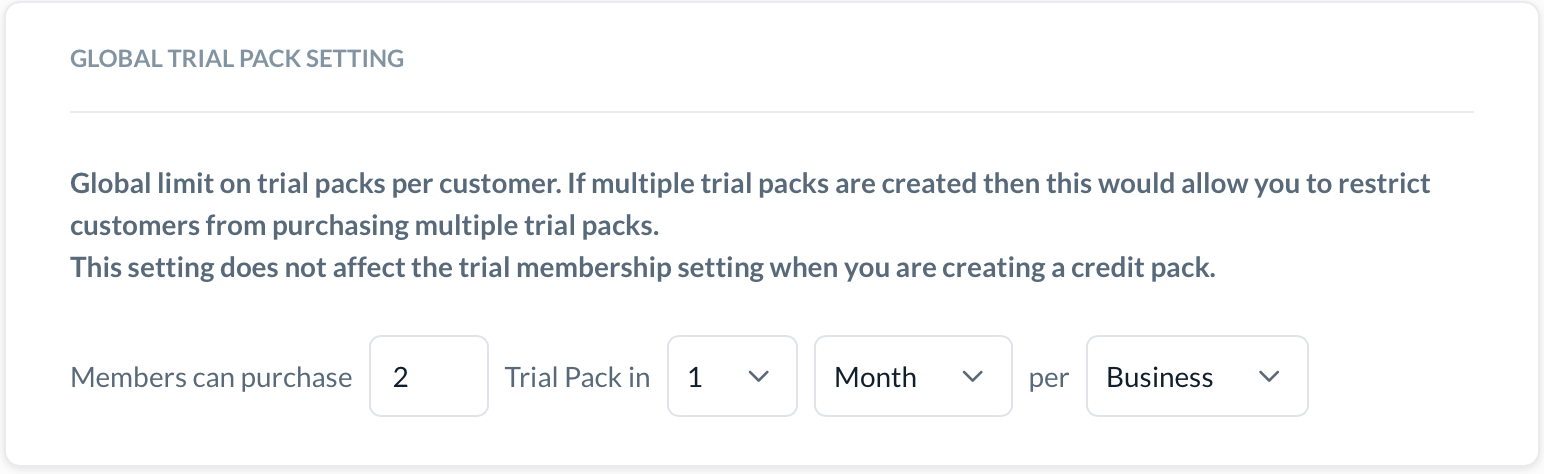 GLOBAL TRIAL PACK SETTING
Global limit on trial packs per customer. If multiple trial packs are created then this would allow you to restrict
customers from purchasing multiple trial packs.
This setting does not affect the trial membership setting when you are creating a credit pack.
Members can purchase 2 Trial Pack in 1 Month per Business